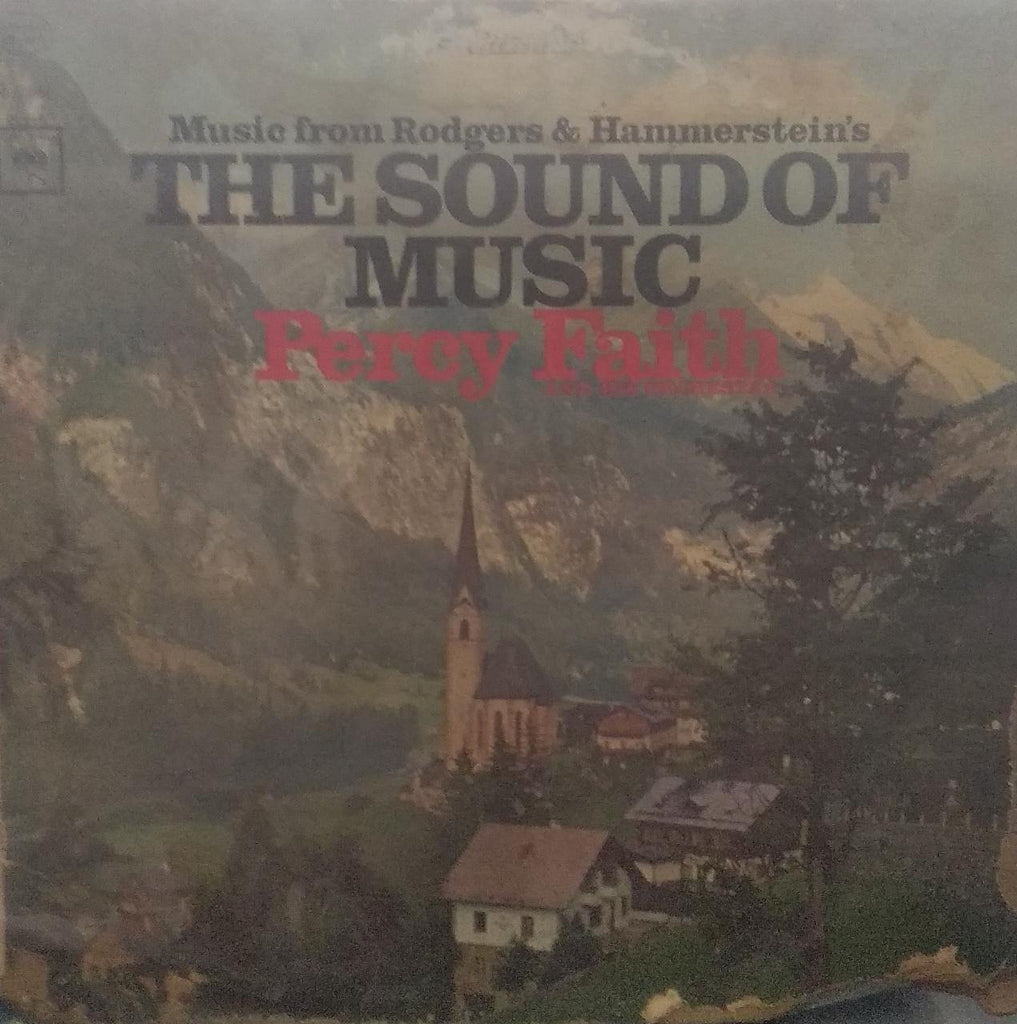 Music from Rodgers & Hammerstein's
THE SOUND OF
MUSIC
Percy Faith